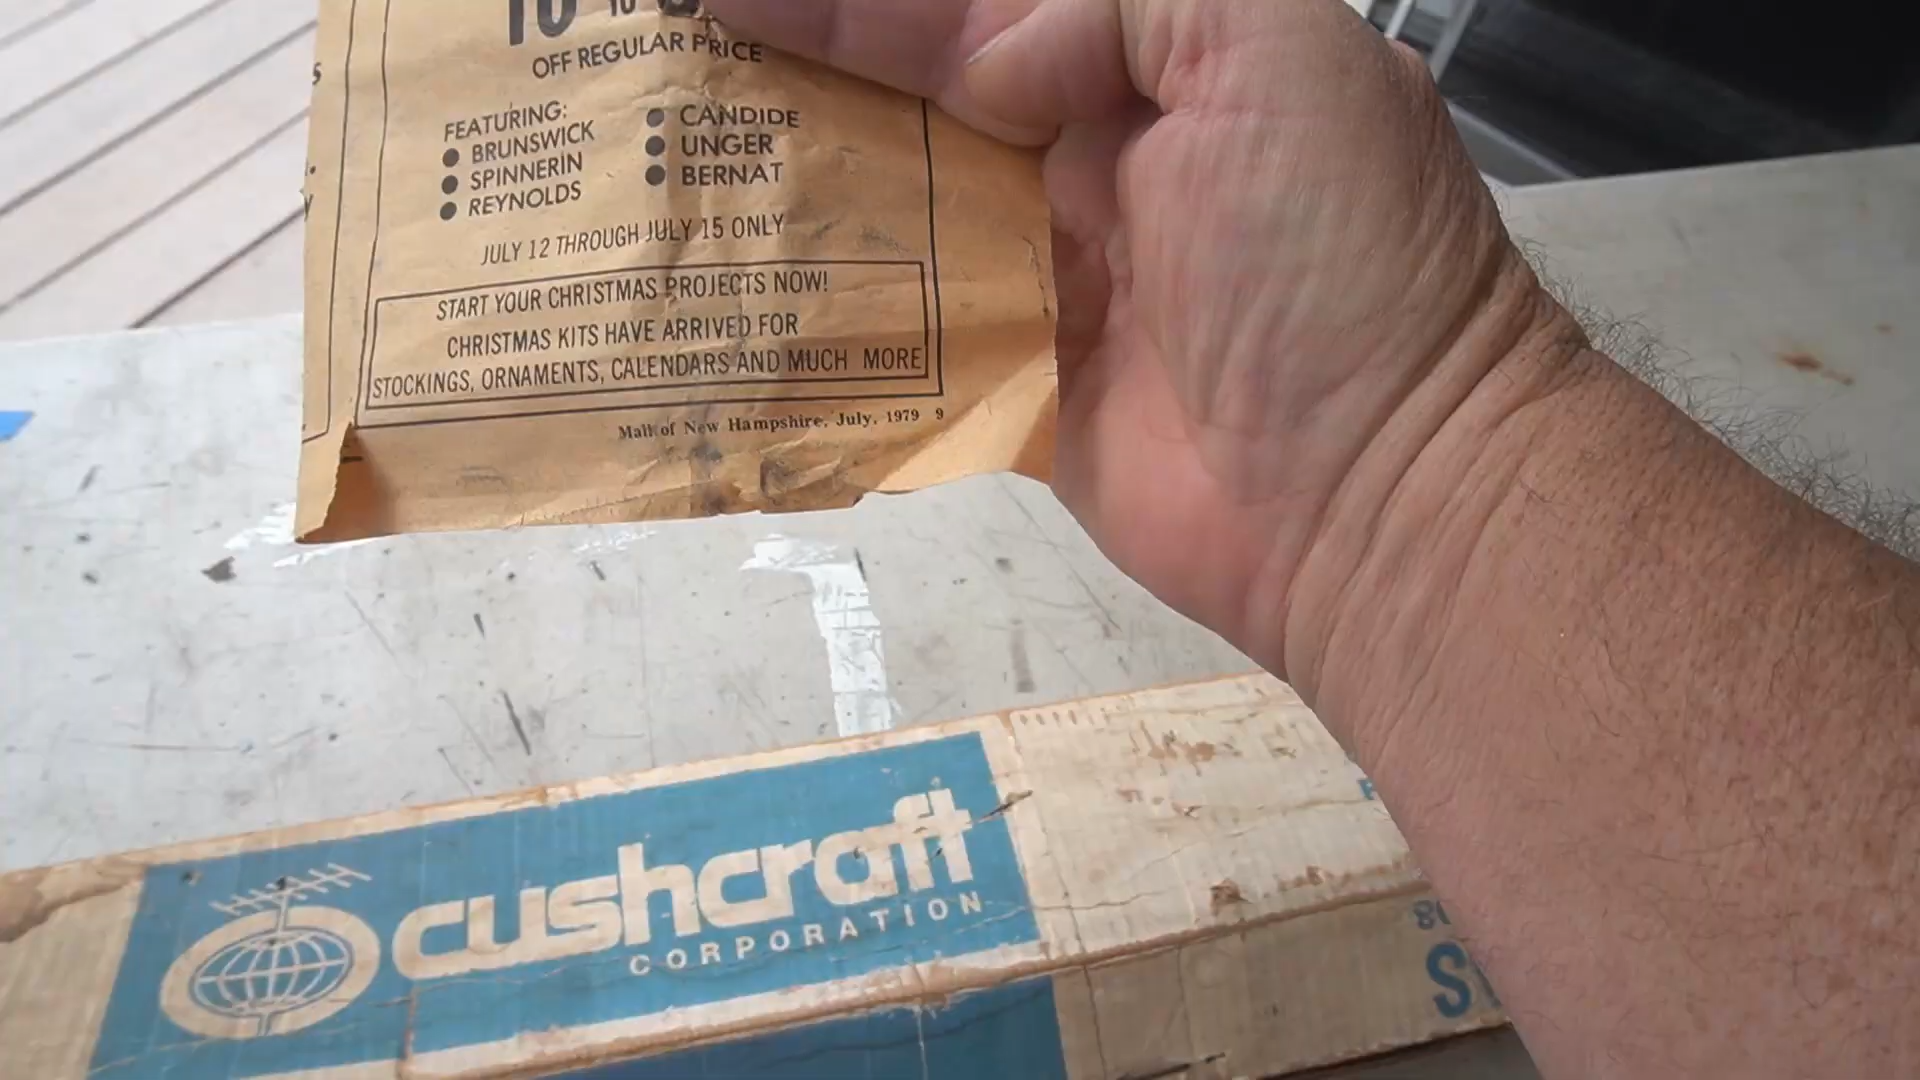 10
OFF REGULAR PRICE
FEATURING:
● BRUNSWICK
● SPINNERIN
● REYNOLDS
● CANDIDE
● UNGER
● BERNAT
JULY 12 THROUGH JULY 15 ONLY
START YOUR CHRISTMAS PROJECTS NOW!
CHRISTMAS KITS HAVE ARRIVED FOR
STOCKINGS, ORNAMENTS, CALENDARS AND MUCH MORE
Mall of New Hampshire, July, 1979 9
cushcraft
CORPORATION